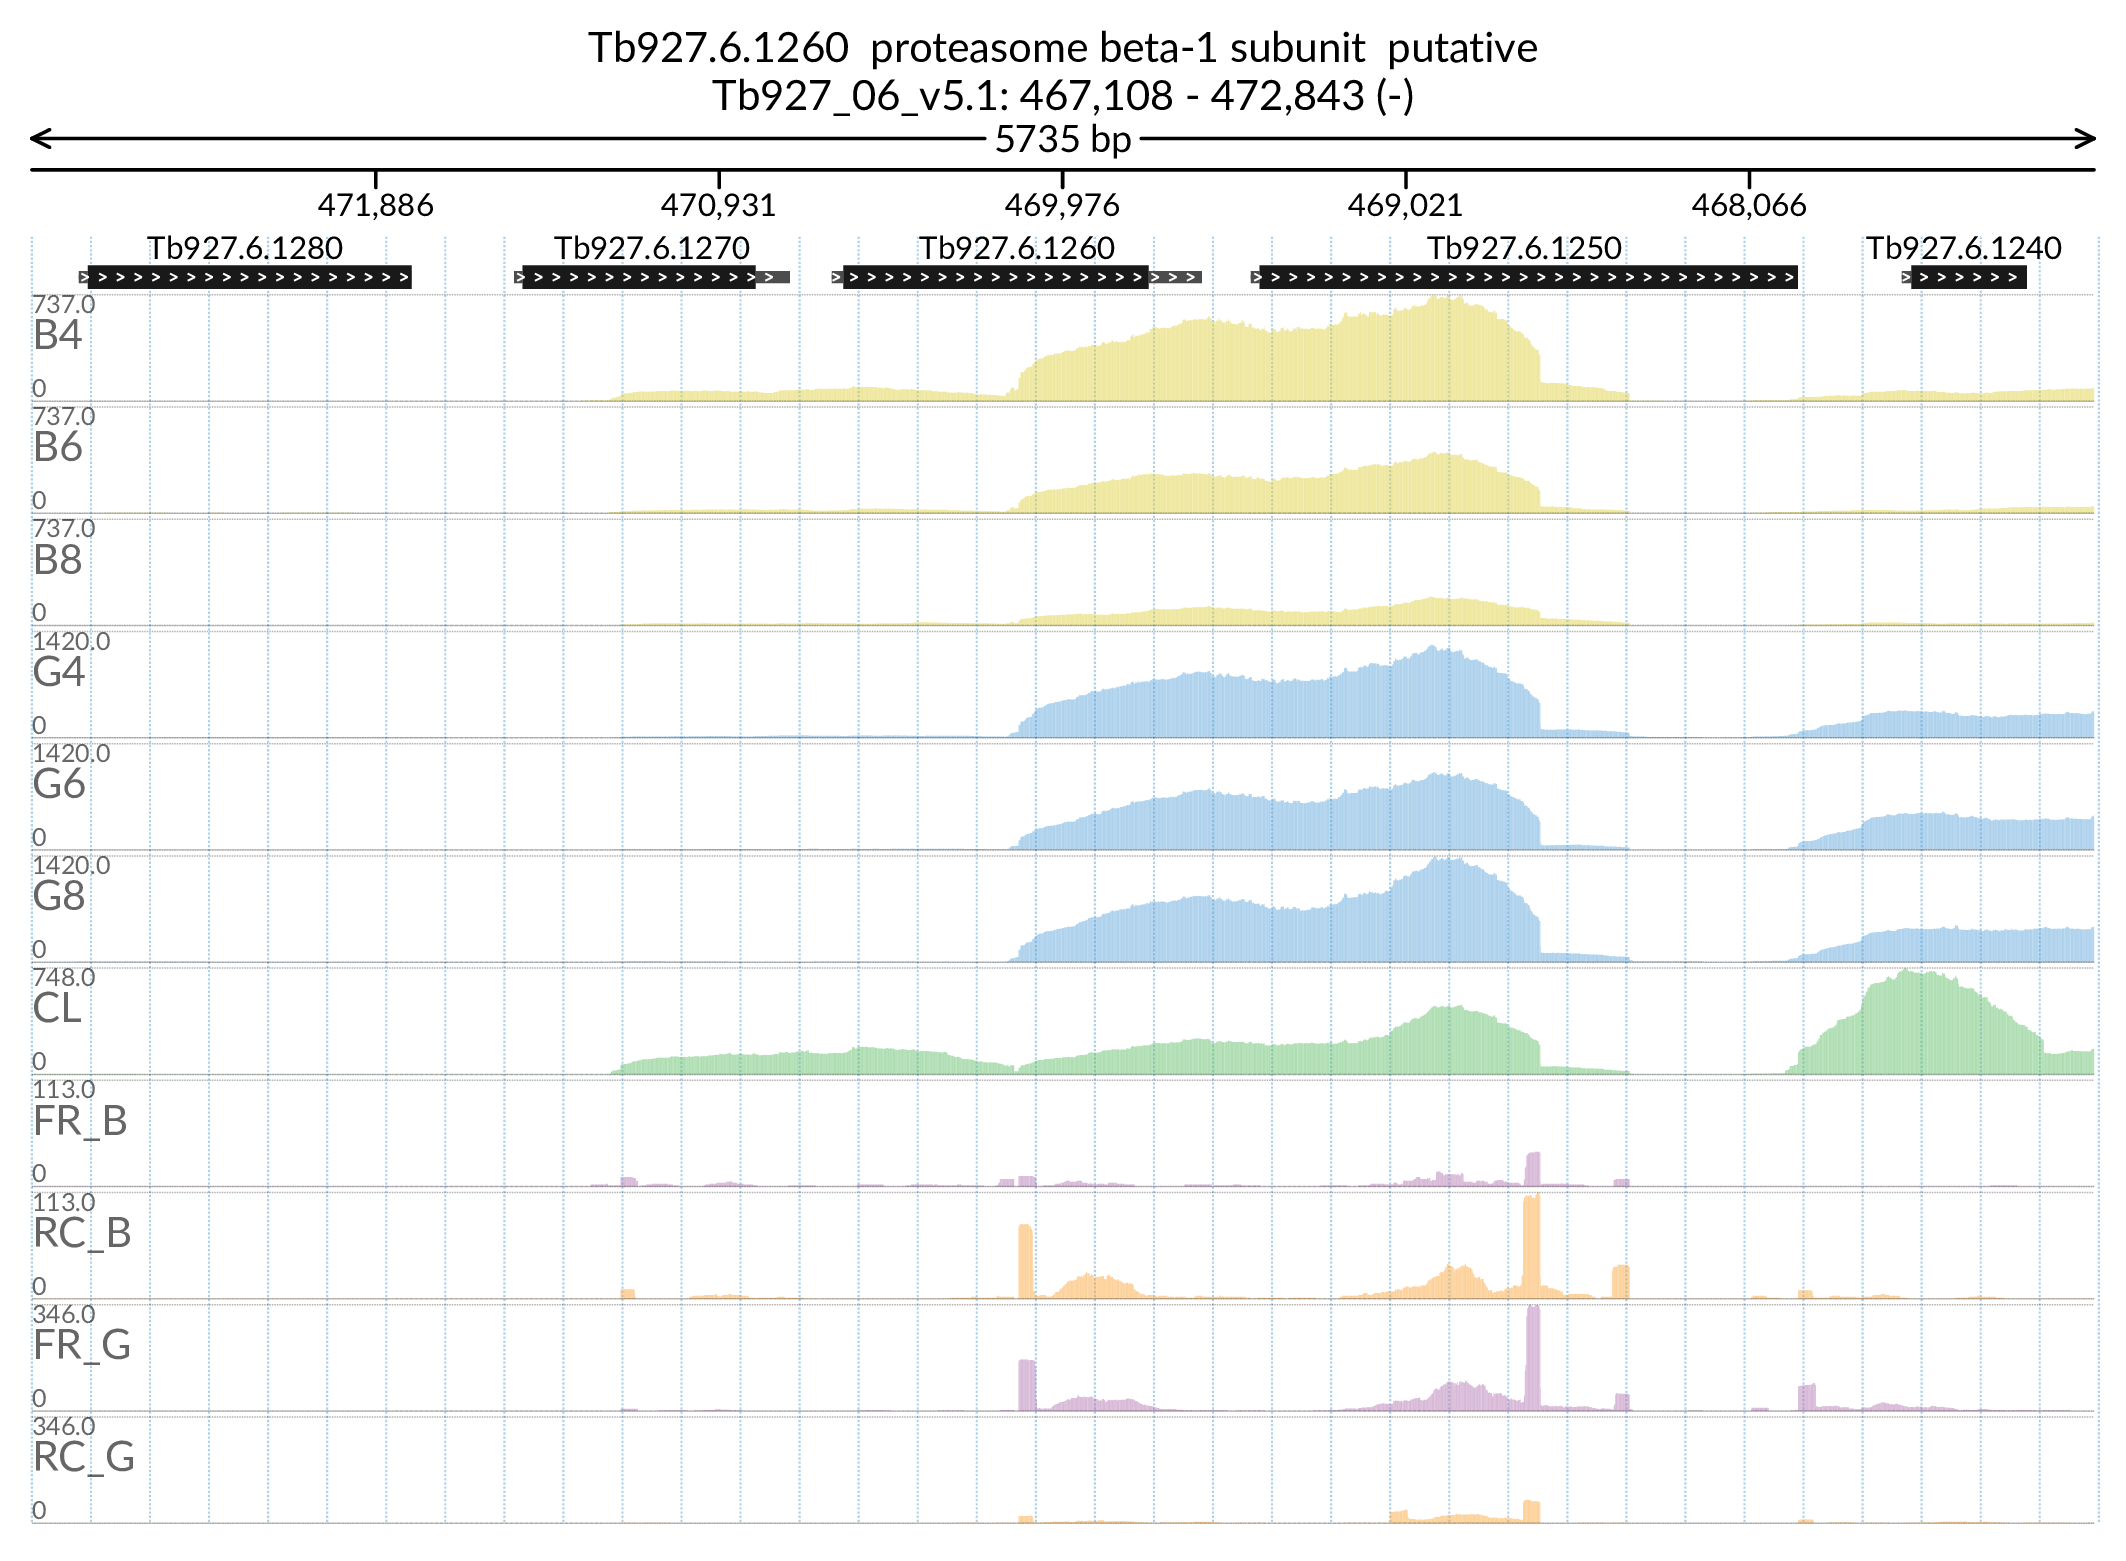 Tb927.6.1260  proteasome beta-1 subunit  putative
Tb927_06_v5.1: 467,108 - 472,843 (-)
5735 bp
471,886 470,931 469,976 469,021 468,066
Tb927.6.1280 Tb927.6.1270 Tb927.6.1260 Tb927.6.1250 Tb927.6.1240
737.0
B4
0
737.0
B6
0
737.0
B8
0
1420.0
G4
0
1420.0
G6
0
1420.0
G8
0
748.0
CL
0
113.0
FR_B
0
113.0
RC_B
0
346.0
FR_G
0
346.0
RC_G
0